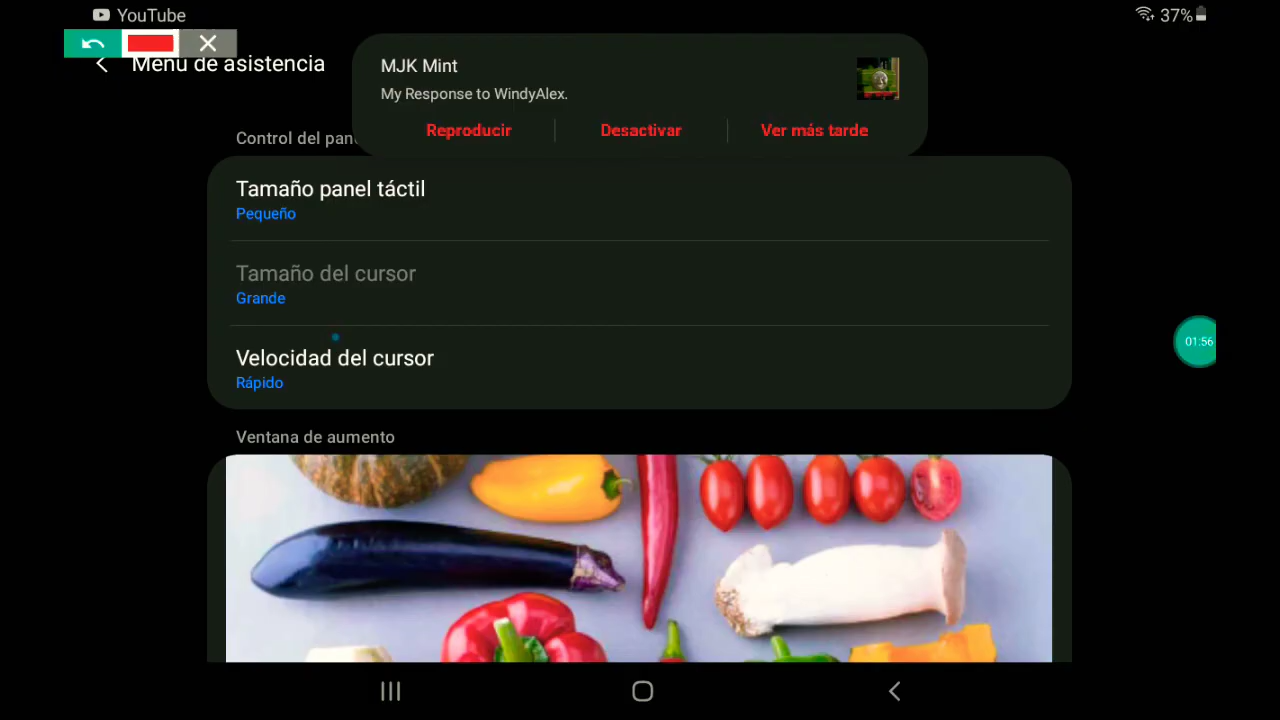 YouTube
37%
Menú de asistencia
MJK Mint
My Response to WindyAlex.
Reproducir
Desactivar
Ver más tarde
Control del pan
Tamaño panel táctil
Pequeño
Tamaño del cursor
Grande
01:56
Velocidad del cursor
Rápido
Ventana de aumento